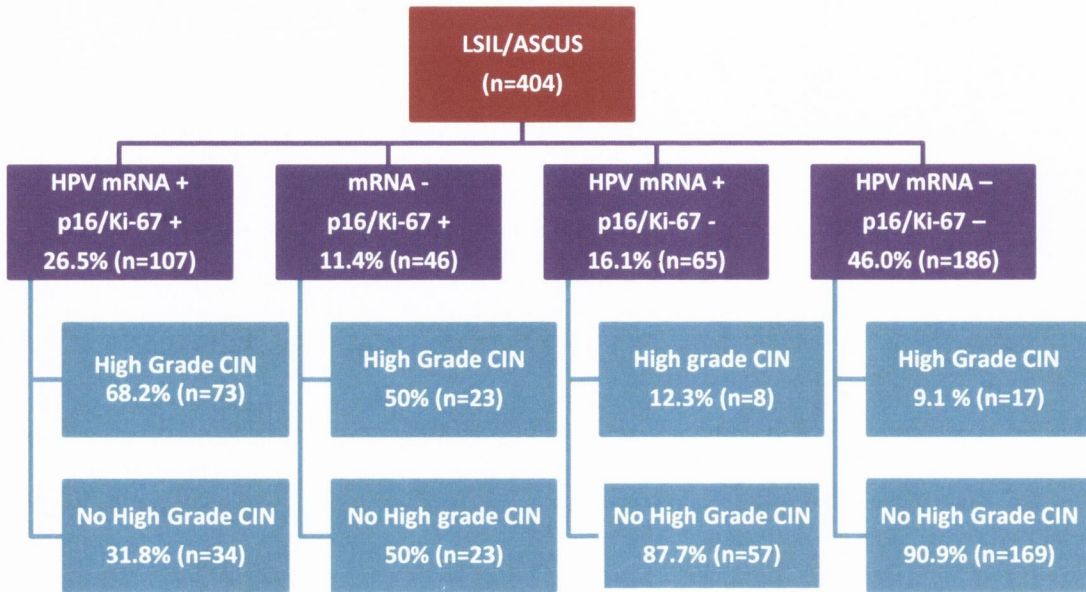 LSIL/ASCUS
(n=404)
HPV mRNA +
p16/Ki-67 +
26.5% (n=107)
mRNA -
p16/Ki-67 +
11.4% (n=46)
HPV mRNA +
p16/Ki-67 -
16.1% (n=65)
HPV mRNA –
p16/Ki-67 –
46.0% (n=186)
High Grade CIN
68.2% (n=73)
High Grade CIN
50% (n=23)
High grade CIN
12.3% (n=8)
High Grade CIN
9.1 % (n=17)
No High Grade CIN
31.8% (n=34)
No High grade CIN
50% (n=23)
No High Grade CIN
87.7% (n=57)
No High Grade CIN
90.9% (n=169)